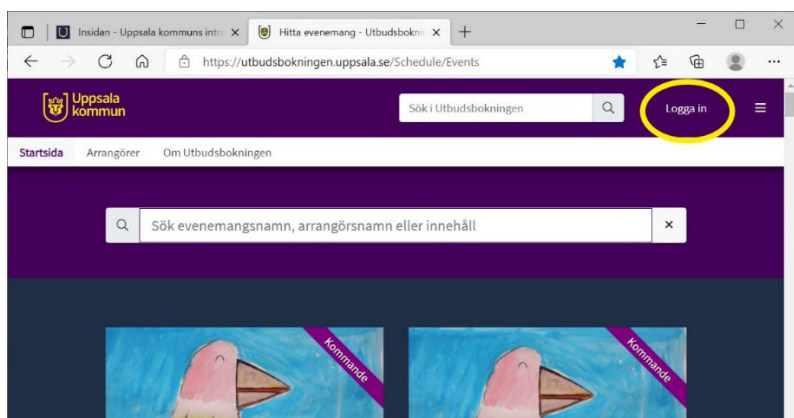 Insidan - Uppsala kommuns intr
Hitta evenemang - Utbudsboknin
https://utbudsbokningen.uppsala.se/Schedule/Events
Uppsala
kommun
Sök i Utbudsbokningen
Logga in
Startsida Arrangörer Om Utbudsbokningen
Sök evenemangsnamn, arrangörsnamn eller innehåll
Kommande
Kommande